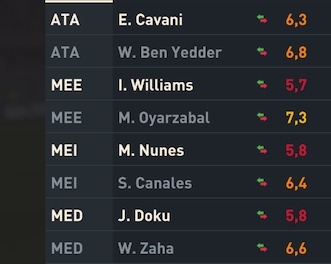 ATA E. Cavani 6,3
ATA W. Ben Yedder 6,8
MEE I. Williams 5,7
MEE M. Oyarzabal 7,3
MEI M. Nunes 5,8
MEI S. Canales 6,4
MED J. Doku 5,8
MED W. Zaha 6,6